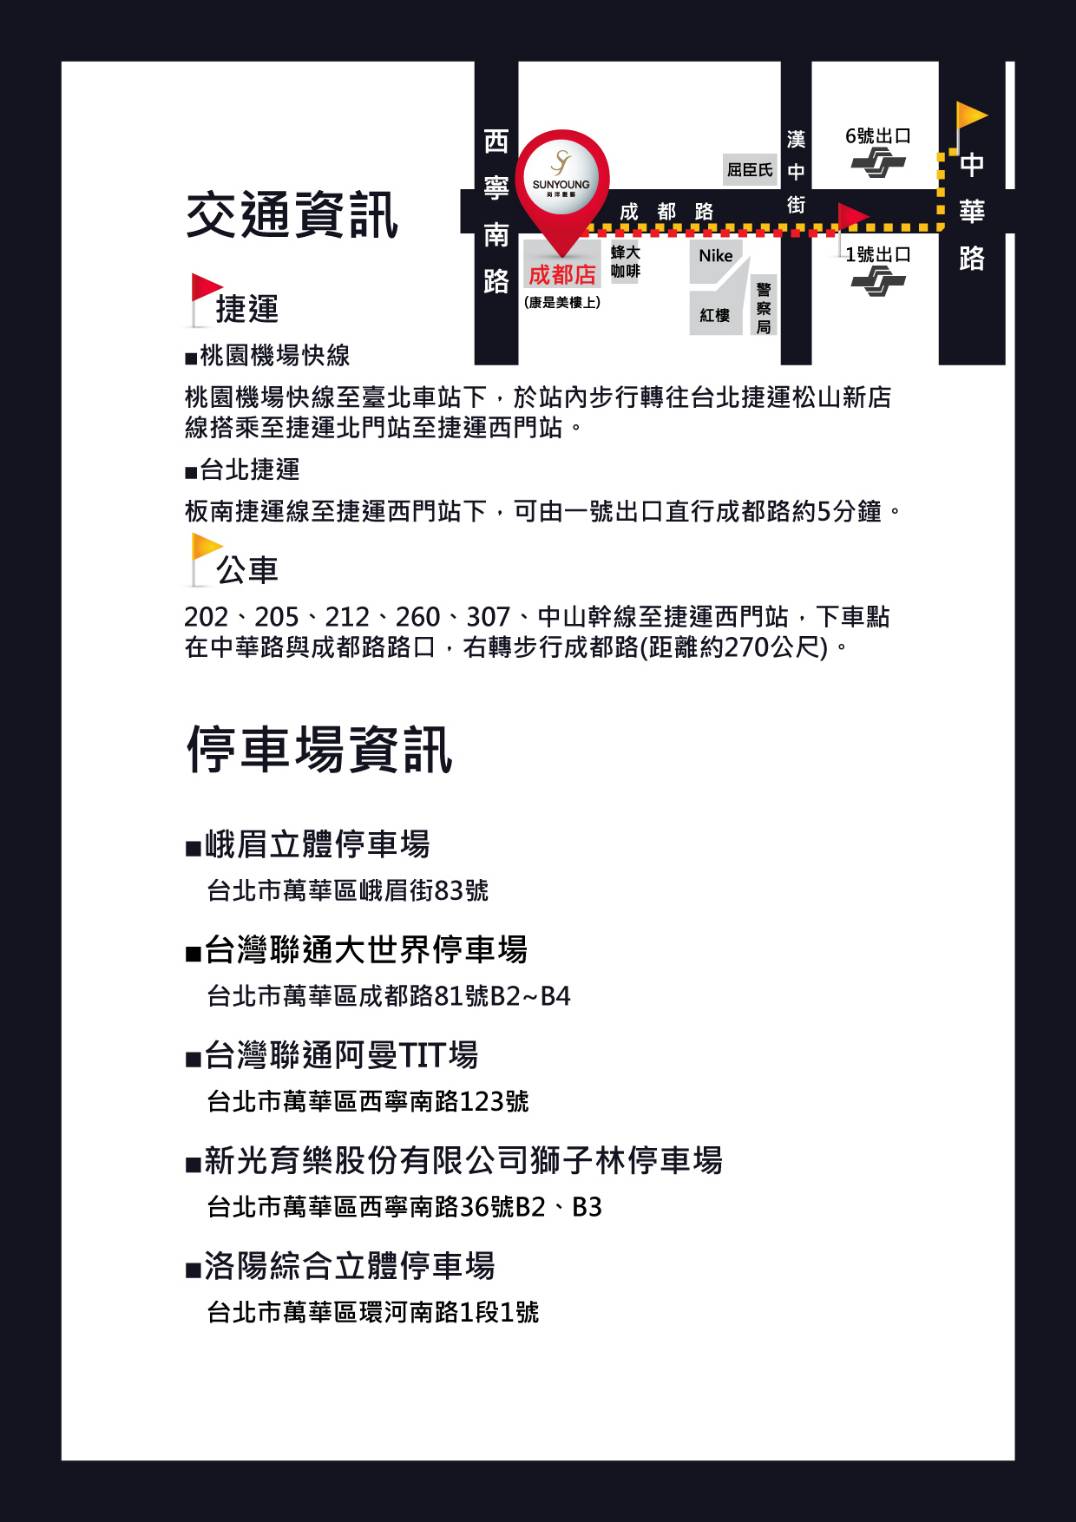 西寧南路
SY
SUNYOUNG
尚洋髮藝
成都店
(康是美樓上)
蜂大
咖啡
成都路
屈臣氏
Nike
紅樓
警察局
漢中街
6號出口
1號出口
中華路
交通資訊
捷運
■桃園機場快線
桃園機場快線至臺北車站下，於站內步行轉往台北捷運松山新店
線搭乘至捷運北門站至捷運西門站。
■台北捷運
板南捷運線至捷運西門站下，可由一號出口直行成都路約5分鐘。
公車
202、205、212、260、307、中山幹線至捷運西門站，下車點
在中華路與成都路路口，右轉步行成都路(距離約270公尺)。
停車場資訊
■峨眉立體停車場
台北市萬華區峨眉街83號
■台灣聯通大世界停車場
台北市萬華區成都路81號B2~B4
■台灣聯通阿曼TIT場
台北市萬華區西寧南路123號
■新光育樂股份有限公司獅子林停車場
台北市萬華區西寧南路36號B2、B3
■洛陽綜合立體停車場
台北市萬華區環河南路1段1號